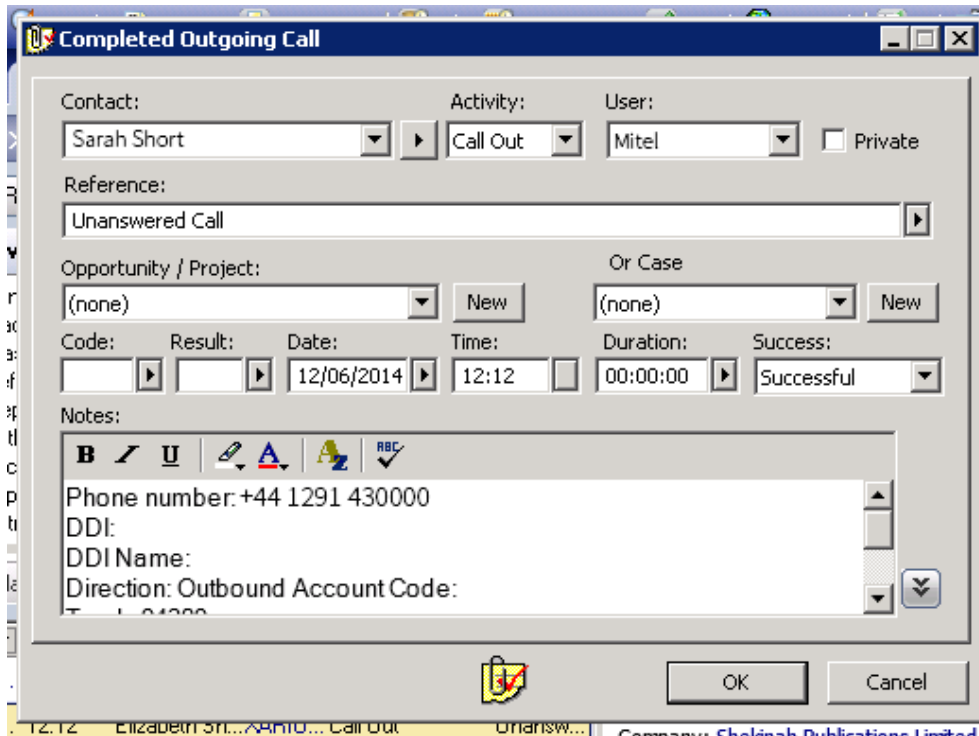 Completed Outgoing Call
Contact: Activity: User:
Sarah Short Call Out Mitel Private
Reference:
Unanswered Call
Opportunity / Project: Or Case
(none) New (none) New
Code: Result: Date: Time: Duration: Success:
12/06/2014 12:12 00:00:00 Successful
Notes:
B I U A A Z ABC
Phone number: +44 1291 430000
DDI:
DDI Name:
Direction: Outbound Account Code:
OK Cancel
12:12 Call Out Unansw...
Company: Shekinah Publications Limited